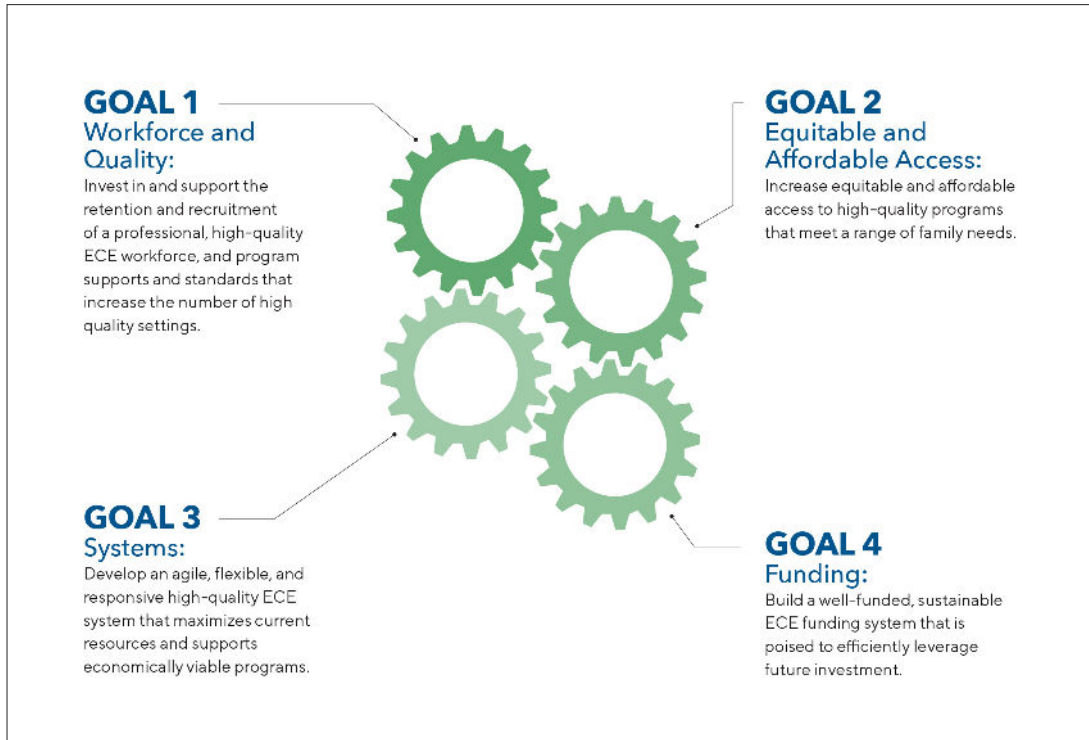 GOAL 1
Workforce and
Quality:
Invest in and support the
retention and recruitment
of a professional, high-quality
ECE workforce, and program
supports and standards that
increase the number of high
quality settings.
GOAL 2
Equitable and
Affordable Access:
Increase equitable and affordable
access to high-quality programs
that meet a range of family needs.
GOAL 3
Systems:
Develop an agile, flexible, and
responsive high-quality ECE
system that maximizes current
resources and supports
economically viable programs.
GOAL 4
Funding:
Build a well-funded, sustainable
ECE funding system that is
poised to efficiently leverage
future investment.